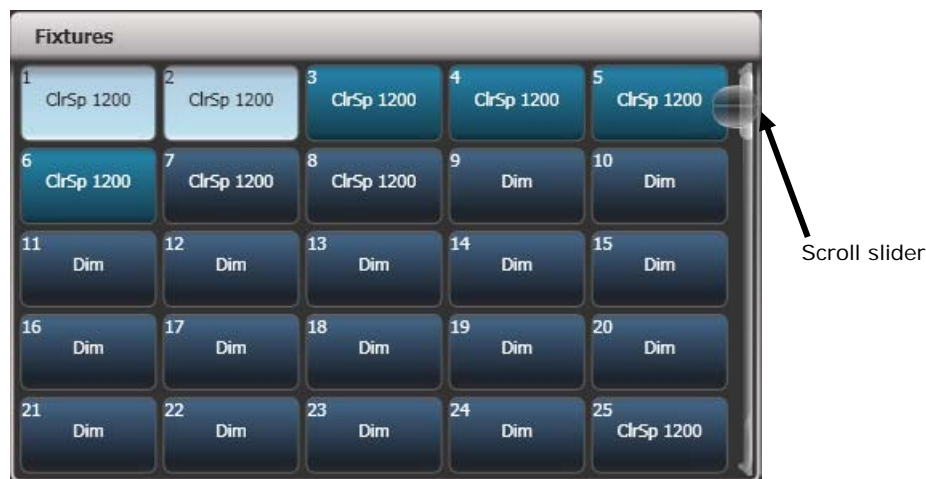 Fixtures
1 2 3 4 5
ClrSp 1200 ClrSp 1200 ClrSp 1200 ClrSp 1200 ClrSp 1200
6 7 8 9 10
ClrSp 1200 ClrSp 1200 ClrSp 1200 Dim Dim
11 12 13 14 15
Dim Dim Dim Dim Dim
Scroll slider
16 17 18 19 20
Dim Dim Dim Dim Dim
21 22 23 24 25
Dim Dim Dim Dim ClrSp 1200